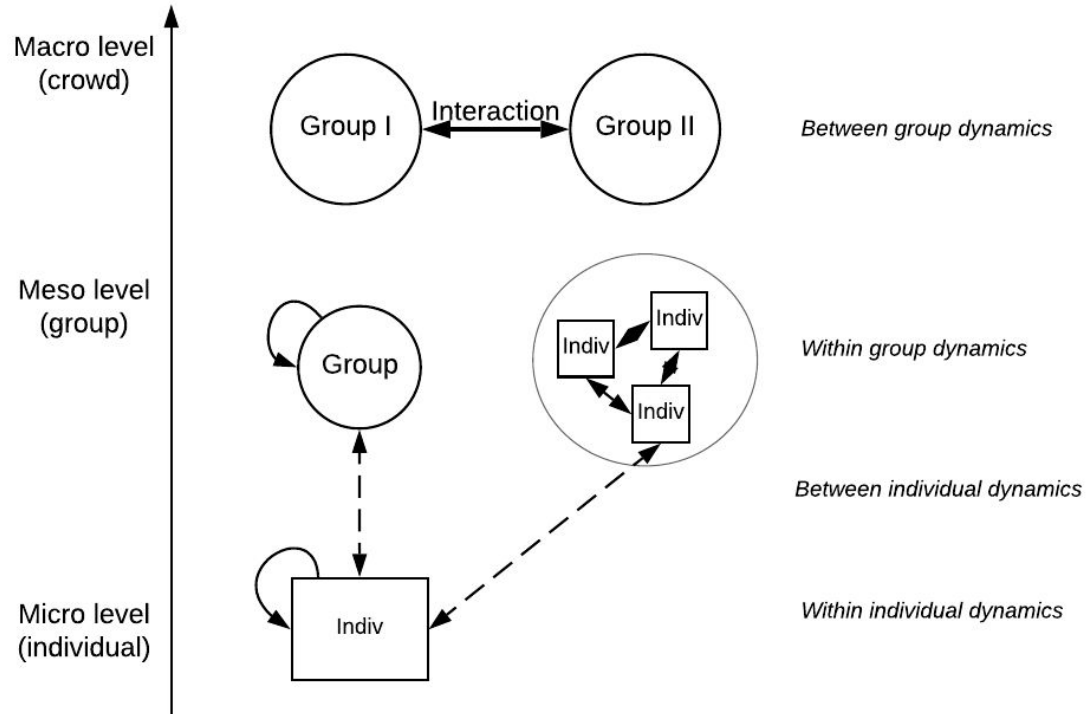 Macro level
(crowd)
Group I
Interaction
Group II
Between group dynamics
Meso level
(group)
Group
Indiv
Indiv
Indiv
Within group dynamics
Between individual dynamics
Micro level
(individual)
Indiv
Within individual dynamics